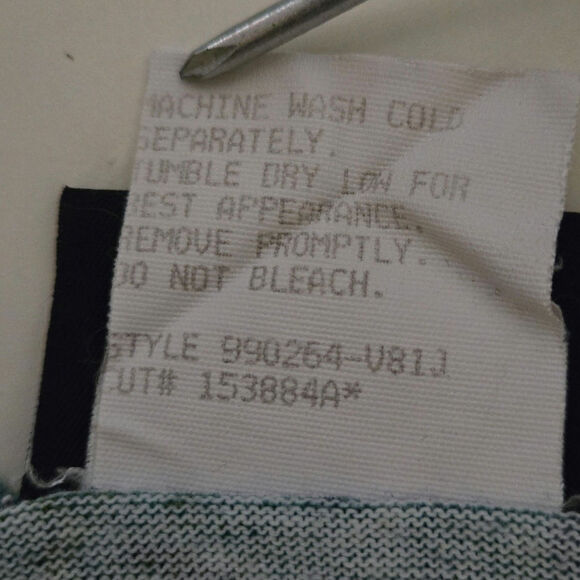 MACHINE WASH COLD
SEPARATELY.
TUMBLE DRY LOW FOR
BEST APPEARANCE.
REMOVE PROMPTLY.
DO NOT BLEACH.
STYLE 990264-V81J
CUT# 153884A*